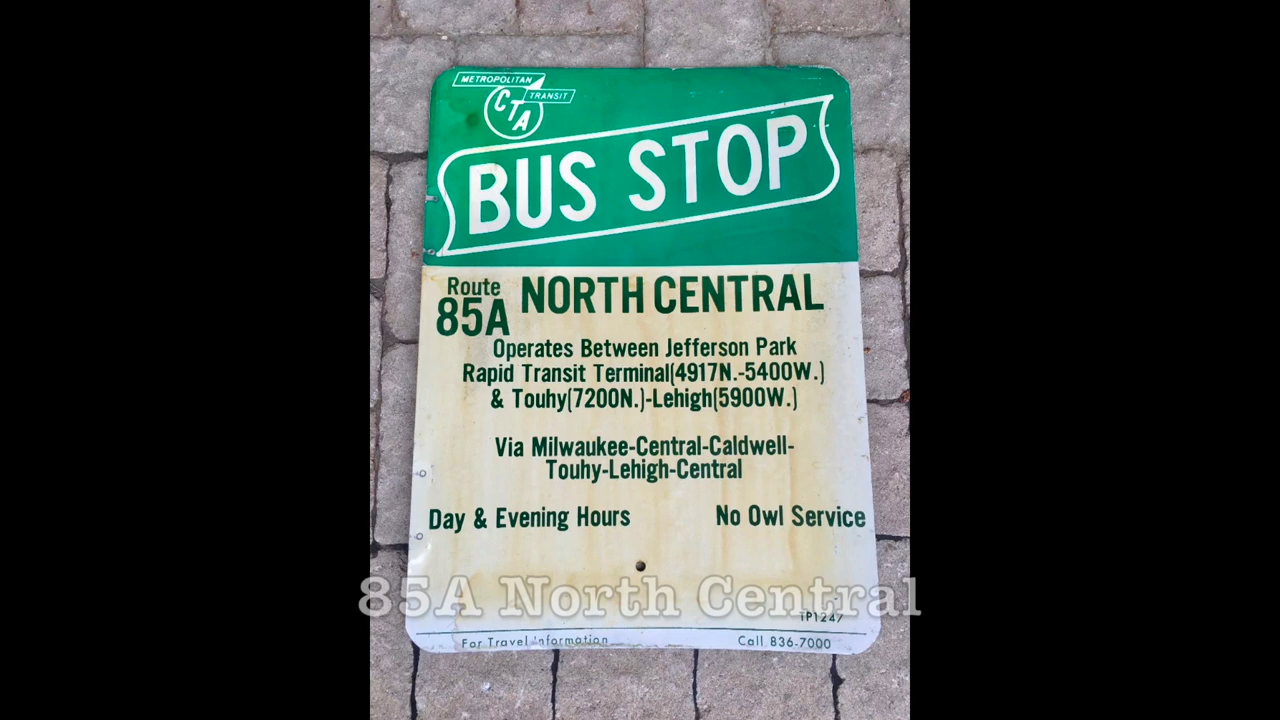 METROPOLITAN
TRANSIT
CTA
BUS STOP
Route
85A
NORTH CENTRAL
Operates Between Jefferson Park
Rapid Transit Terminal(4917N.-5400W.)
& Touhy(7200N.)-Lehigh(5900W.)
Via Milwaukee-Central-Caldwell-
Touhy-Lehigh-Central
Day & Evening Hours No Owl Service
85A North Central
TP1247
For Travel Information Call 836-7000